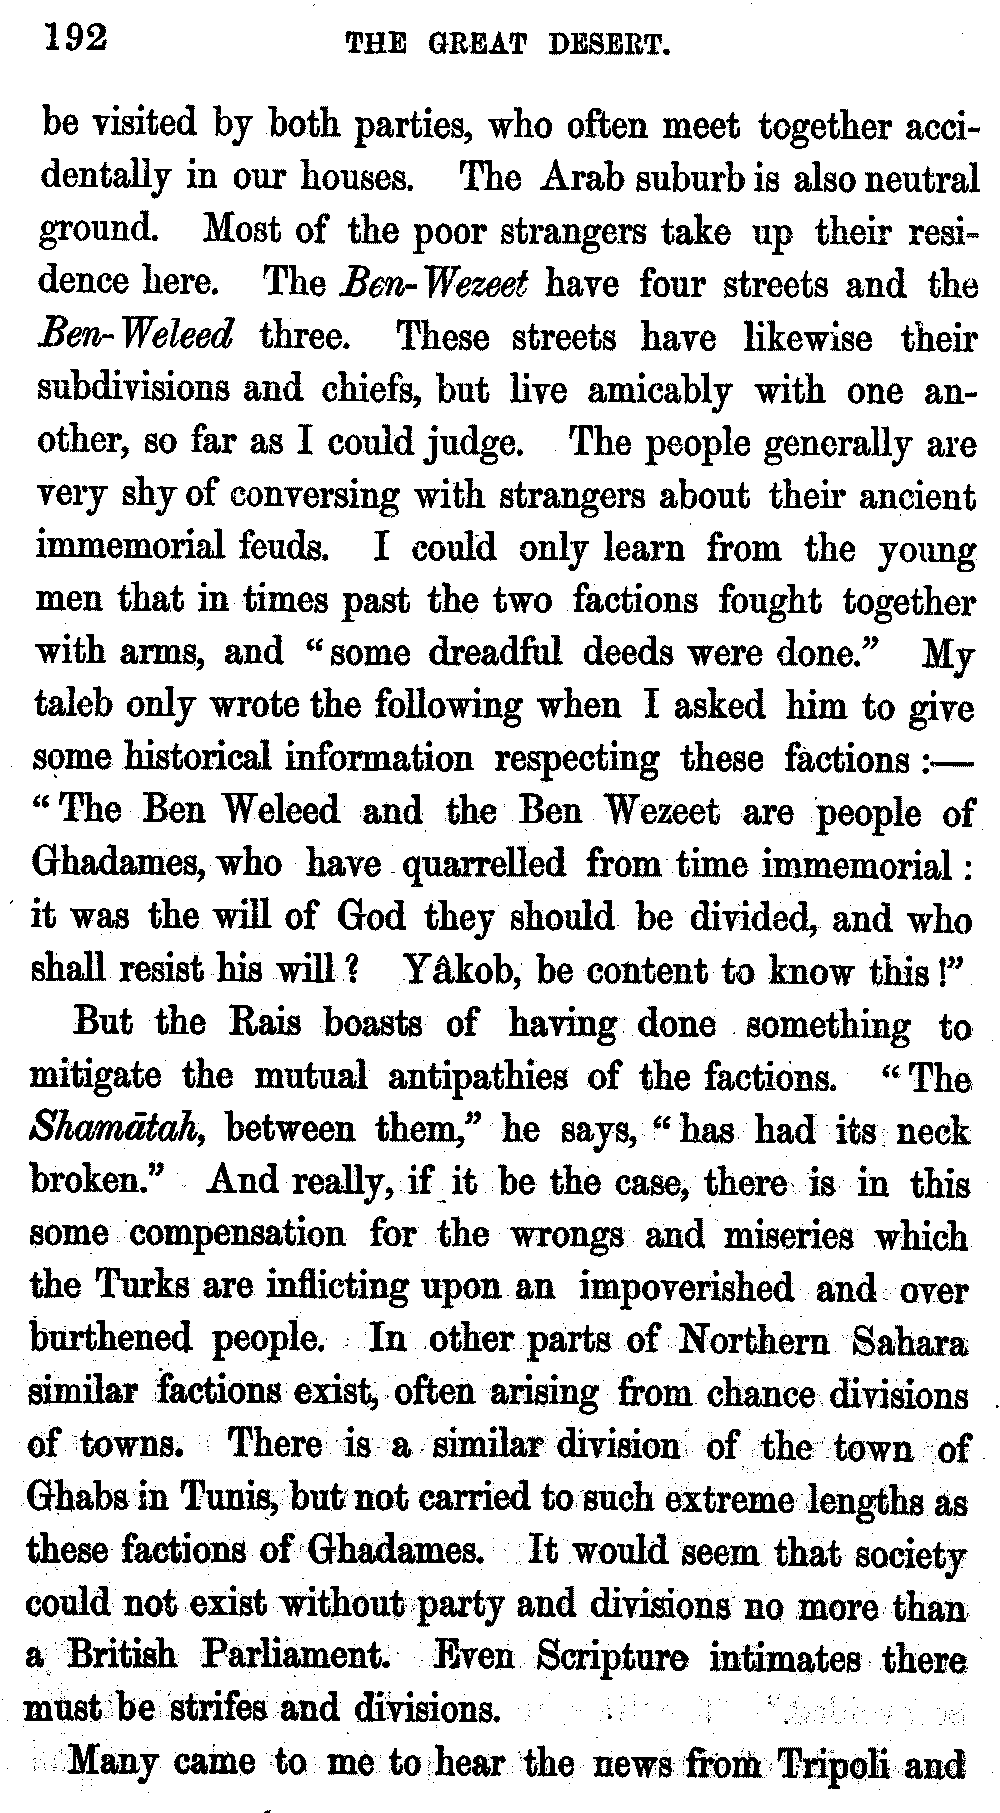 192 THE GREAT DESERT.
be visited by both parties, who often meet together acci-
dentally in our houses. The Arab suburb is also neutral
ground. Most of the poor strangers take up their resi-
dence here. The Ben-Wezeet have four streets and the
Ben-Weleed three. These streets have likewise their
subdivisions and chiefs, but live amicably with one an-
other, so far as I could judge. The people generally are
very shy of conversing with strangers about their ancient
immemorial feuds. I could only learn from the young
men that in times past the two factions fought together
with arms, and "some dreadful deeds were done." My
taleb only wrote the following when I asked him to give
some historical information respecting these factions :—
"The Ben Weleed and the Ben Wezeet are people of
Ghadames, who have quarrelled from time immemorial :
it was the will of God they should be divided, and who
shall resist his will? Yâkob, be content to know this!"
But the Rais boasts of having done something to
mitigate the mutual antipathies of the factions. "The
Shamātah, between them," he says, "has had its neck
broken." And really, if it be the case, there is in this
some compensation for the wrongs and miseries which
the Turks are inflicting upon an impoverished and over
burthened people. In other parts of Northern Sahara
similar factions exist, often arising from chance divisions
of towns. There is a similar division of the town of
Ghabs in Tunis, but not carried to such extreme lengths as
these factions of Ghadames. It would seem that society
could not exist without party and divisions no more than
a British Parliament. Even Scripture intimates there
must be strifes and divisions.
Many came to me to hear the news from Tripoli and